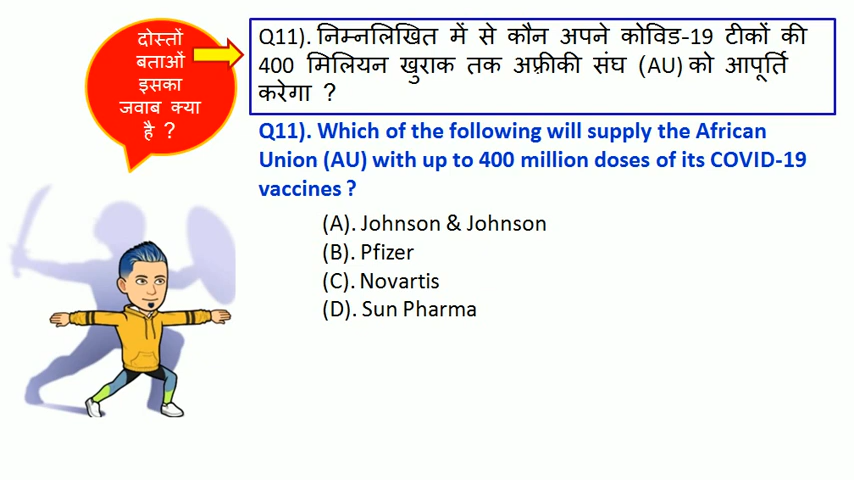 दोस्तों
बताओं
इसका
जवाब क्या
है ?
Q11). निम्नलिखित में से कौन अपने कोविड-19 टीकों की
400 मिलियन खुराक तक अफ़्रीकी संघ (AU) को आपूर्ति
करेगा ?
Q11). Which of the following will supply the African
Union (AU) with up to 400 million doses of its COVID-19
vaccines ?
(A). Johnson & Johnson
(B). Pfizer
(C). Novartis
(D). Sun Pharma